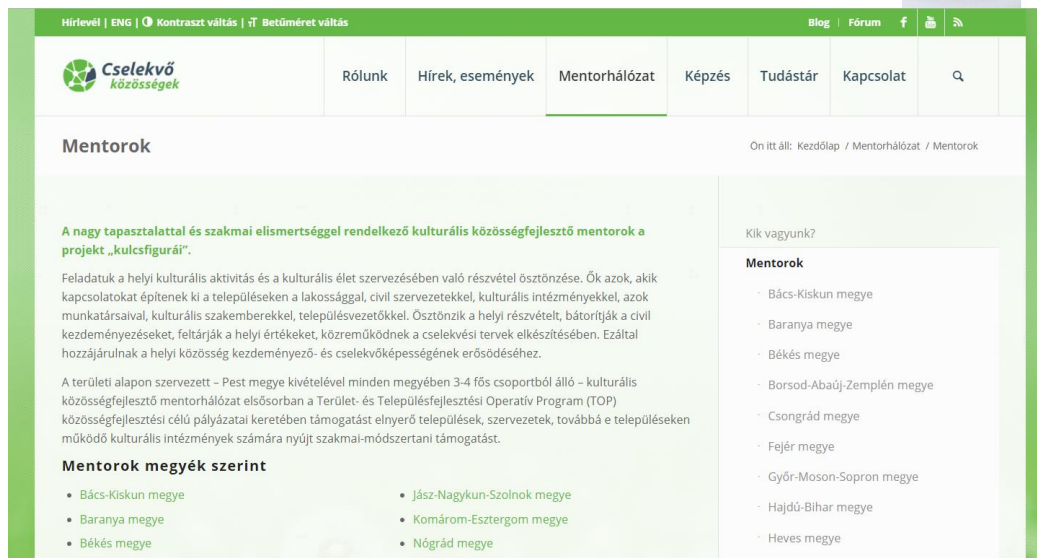 Hírlevél | ENG | Kontraszt váltás | Betűméret váltás
Blog | Fórum
Cselekvő
közösségek
Rólunk Hírek, események Mentorhálózat Képzés Tudástár Kapcsolat
Mentorok
Ön itt áll: Kezdőlap / Mentorhálózat / Mentorok
A nagy tapasztalattal és szakmai elismertséggel rendelkező kulturális közösségfejlesztő mentorok a
projekt „kulcsfigurái”.
Feladatuk a helyi kulturális aktivitás és a kulturális élet szervezésében való részvétel ösztönzése. Ők azok, akik
kapcsolatokat építenek ki a településeken a lakossággal, civil szervezetekkel, kulturális intézményekkel, azok
munkatársaival, kulturális szakemberekkel, településvezetőkkel. Ösztönzik a helyi részvételt, bátorítják a civil
kezdeményezéseket, feltárják a helyi értékeket, közreműködnek a cselekvési tervek elkészítésében. Ezáltal
hozzájárulnak a helyi közösség kezdeményező- és cselekvőképességének erősödéséhez.
A területi alapon szervezett – Pest megye kivételével minden megyében 3-4 fős csoportból álló – kulturális
közösségfejlesztő mentorhálózat elsősorban a Terület- és Településfejlesztési Operatív Program (TOP)
közösségfejlesztési célú pályázatai keretében támogatást elnyerő települések, szervezetek, továbbá e településeken
működő kulturális intézmények számára nyújt szakmai-módszertani támogatást.
Mentorok megyék szerint
Bács-Kiskun megye
Baranya megye
Békés megye
Jász-Nagykun-Szolnok megye
Komárom-Esztergom megye
Nógrád megye
Kik vagyunk?
Mentorok
Bács-Kiskun megye
Baranya megye
Békés megye
Borsod-Abaúj-Zemplén megye
Csongrád megye
Fejér megye
Győr-Moson-Sopron megye
Hajdú-Bihar megye
Heves megye